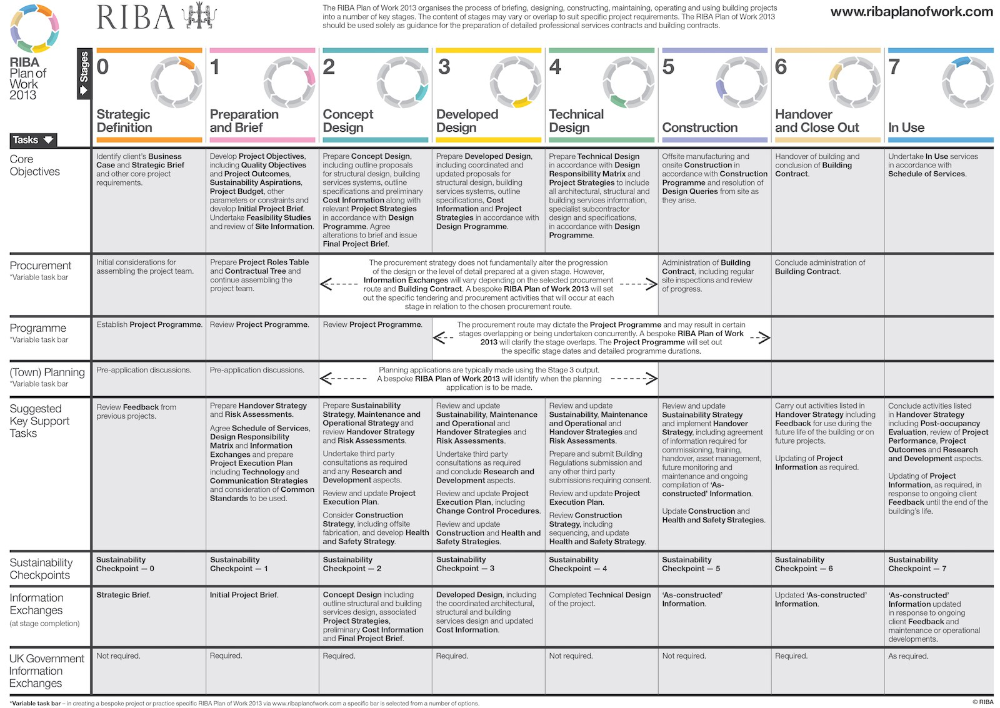 RIBA
The RIBA Plan of Work 2013 organises the process of briefing, designing, constructing, maintaining, operating and using building projects
into a number of key stages. The content of stages may vary or overlap to suit specific project requirements. The RIBA Plan of Work 2013
should be used solely as guidance for the preparation of detailed professional services contracts and building contracts.
www.ribaplanofwork.com
RIBA
Plan of
Work
2013
Stages
Tasks
0
Strategic
Definition
1
Preparation
and Brief
2
Concept
Design
3
Developed
Design
4
Technical
Design
5
Construction
6
Handover
and Close Out
7
In Use
Core
Objectives
Identify client's Business
Case and Strategic Brief
and other core project
requirements.
Develop Project Objectives,
including Quality Objectives
and Project Outcomes,
Sustainability Aspirations,
Project Budget, other
parameters or constraints and
develop Initial Project Brief.
Undertake Feasibility Studies
and review of Site Information.
Prepare Concept Design,
including outline proposals
for structural design, building
services systems, outline
specifications and preliminary
Cost Information along with
relevant Project Strategies
in accordance with Design
Programme. Agree
alterations to brief and issue
Final Project Brief.
Prepare Developed Design,
including coordinated and
updated proposals for
structural design, building
services systems, outline
specifications, Cost
Information and Project
Strategies in accordance with
Design Programme.
Prepare Technical Design
in accordance with Design
Responsibility Matrix and
Project Strategies to include
all architectural, structural and
building services information,
specialist subcontractor
design and specifications,
in accordance with Design
Programme.
Offsite manufacturing and
onsite Construction in
accordance with Construction
Programme and resolution of
Design Queries from site as
they arise.
Handover of building and
conclusion of Building
Contract.
Undertake In Use services
in accordance with
Schedule of Services.
Procurement
*Variable task bar
Initial considerations for
assembling the project team.
Prepare Project Roles Table
and Contractual Tree and
continue assembling the
project team.
The procurement strategy does not fundamentally alter the progression
of the design or the level of detail prepared at a given stage. However,
Information Exchanges will vary depending on the selected procurement
route and Building Contract. A bespoke RIBA Plan of Work 2013 will set
out the specific tendering and procurement activities that will occur at each
stage in relation to the chosen procurement route.
Administration of Building
Contract, including regular
site inspections and review
of progress.
Conclude administration of
Building Contract.
Programme
*Variable task bar
Establish Project Programme.
Review Project Programme.
Review Project Programme.
The procurement route may dictate the Project Programme and may result in certain
stages overlapping or being undertaken concurrently. A bespoke RIBA Plan of Work
2013 will clarify the stage overlaps. The Project Programme will set out
the specific stage dates and detailed programme durations.
(Town) Planning
*Variable task bar
Pre-application discussions.
Pre-application discussions.
Planning applications are typically made using the Stage 3 output.
A bespoke RIBA Plan of Work 2013 will identify when the planning
application is to be made.
Suggested
Key Support
Tasks
Review Feedback from
previous projects.
Prepare Handover Strategy
and Risk Assessments.
Agree Schedule of Services,
Design Responsibility
Matrix and Information
Exchanges and prepare
Project Execution Plan
including Technology and
Communication Strategies
and consideration of Common
Standards to be used.
Prepare Sustainability
Strategy, Maintenance and
Operational Strategy and
review Handover Strategy
and Risk Assessments.
Undertake third party
consultations as required
and any Research and
Development aspects.
Review and update Project
Execution Plan.
Consider Construction
Strategy, including offsite
fabrication, and develop Health
and Safety Strategy.
Review and update
Sustainability, Maintenance
and Operational and
Handover Strategies and
Risk Assessments.
Undertake third party
consultations as required
and conclude Research and
Development aspects.
Review and update Project
Execution Plan, including
Change Control Procedures.
Review and update
Construction and Health and
Safety Strategies.
Review and update
Sustainability, Maintenance
and Operational and
Handover Strategies and
Risk Assessments.
Prepare and submit Building
Regulations submission and
any other third party
submissions requiring consent.
Review and update Project
Execution Plan.
Review Construction
Strategy, including
sequencing, and update
Health and Safety Strategy.
Review and update
Sustainability Strategy
and implement Handover
Strategy, including agreement
of information required for
commissioning, training,
handover, asset management,
future monitoring and
maintenance and ongoing
compilation of 'As-
constructed' Information.
Update Construction and
Health and Safety Strategies.
Carry out activities listed in
Handover Strategy including
Feedback for use during the
future life of the building or on
future projects.
Updating of Project
Information as required.
Conclude activities listed
in Handover Strategy
including Post-occupancy
Evaluation, review of Project
Performance, Project
Outcomes and Research
and Development aspects.
Updating of Project
Information, as required, in
response to ongoing client
Feedback until the end of the
building's life.
Sustainability
Checkpoints
Sustainability
Checkpoint — 0
Sustainability
Checkpoint — 1
Sustainability
Checkpoint — 2
Sustainability
Checkpoint — 3
Sustainability
Checkpoint — 4
Sustainability
Checkpoint — 5
Sustainability
Checkpoint — 6
Sustainability
Checkpoint — 7
Information
Exchanges
(at stage completion)
Strategic Brief.
Initial Project Brief.
Concept Design including
outline structural and building
services design, associated
Project Strategies,
preliminary Cost Information
and Final Project Brief.
Developed Design, including
the coordinated architectural,
structural and building
services design and updated
Cost Information.
Completed Technical Design
of the project.
'As-constructed'
Information.
Updated 'As-constructed'
Information.
'As-constructed'
Information updated
in response to ongoing
client Feedback and
maintenance or operational
developments.
UK Government
Information
Exchanges
Not required.
Required.
Required.
Required.
Not required.
Not required.
Required.
As required.
*Variable task bar – in creating a bespoke project or practice specific RIBA Plan of Work 2013 via www.ribaplanofwork.com a specific bar is selected from a number of options.
© RIBA